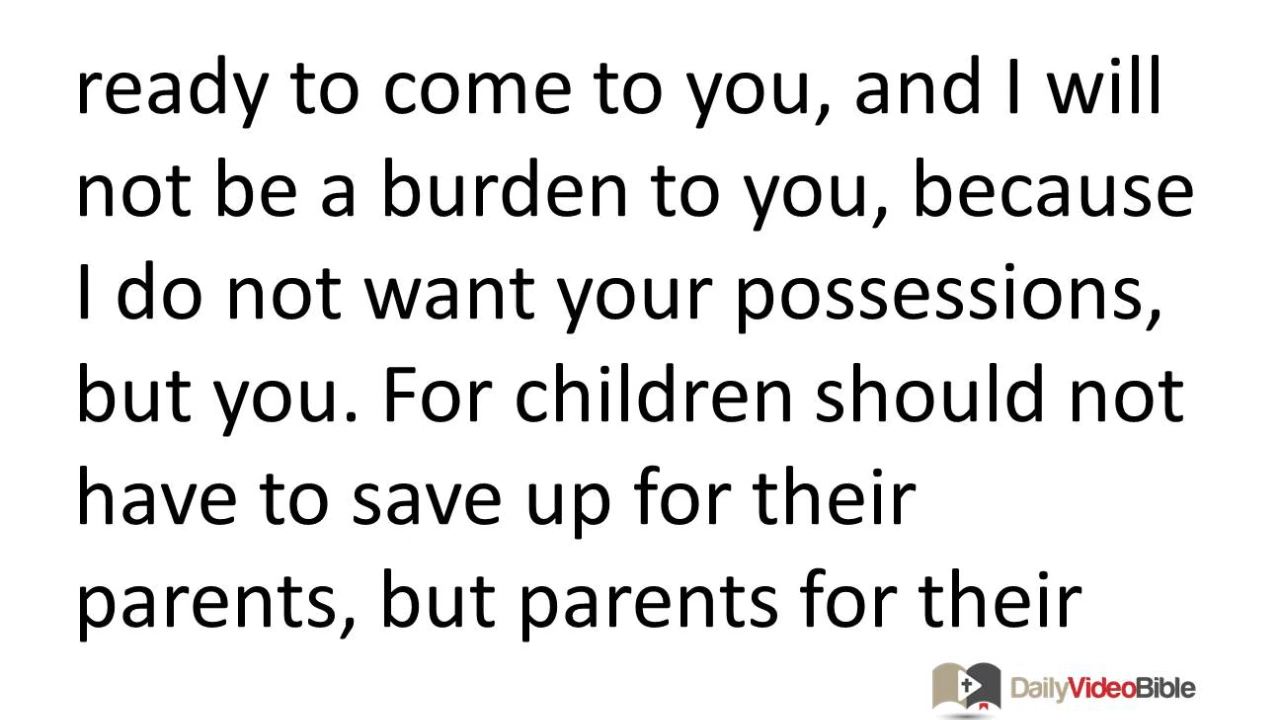 ready to come to you, and I will
not be a burden to you, because
I do not want your possessions,
but you. For children should not
have to save up for their
parents, but parents for their
DailyVideoBible